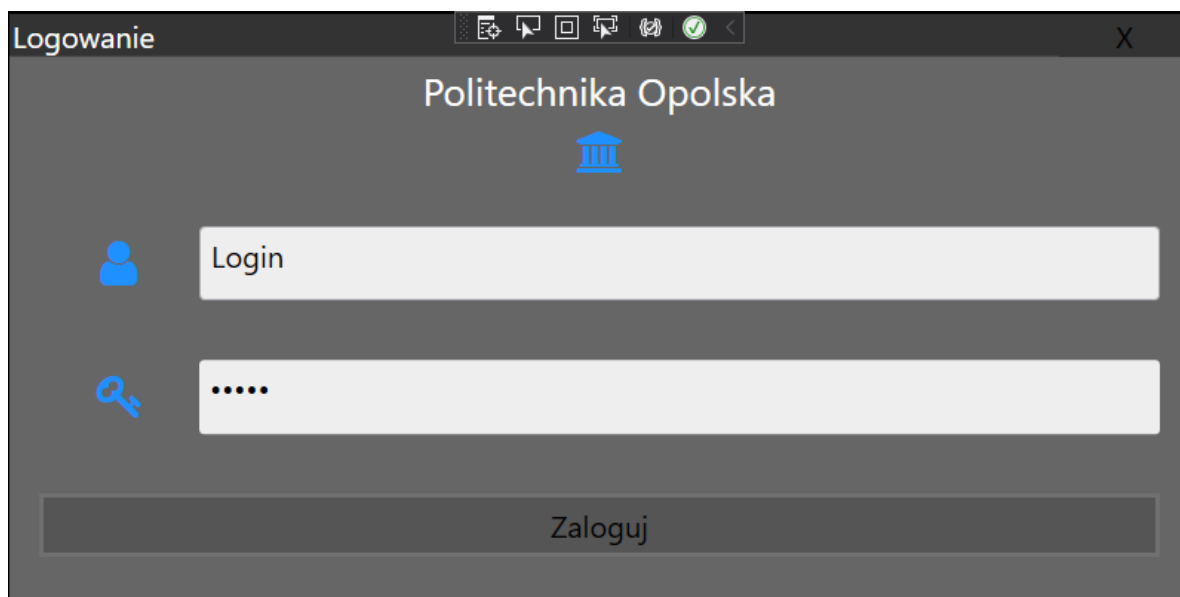 Logowanie
X
Politechnika Opolska
Login
•••••
Zaloguj